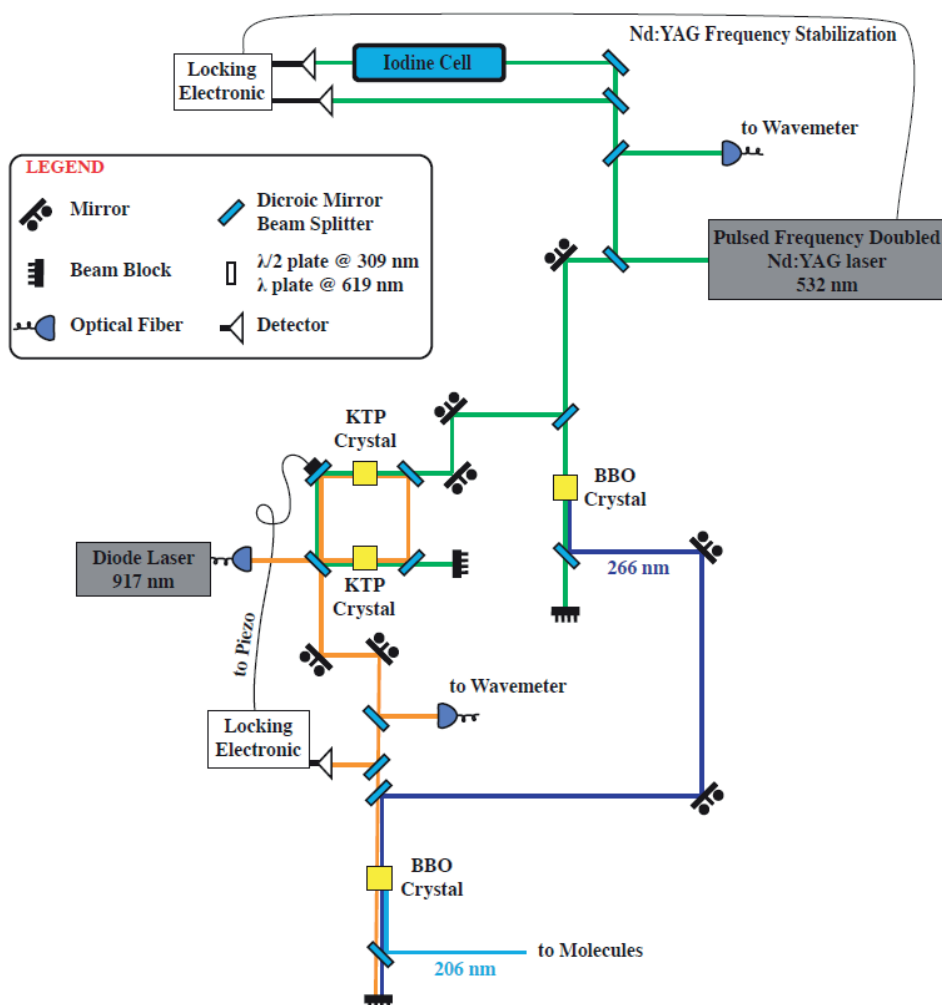 Nd:YAG Frequency Stabilization
Locking
Electronic
Iodine Cell
to Wavemeter
LEGEND
Mirror
Dicroic Mirror
Beam Splitter
Beam Block
λ/2 plate @ 309 nm
λ plate @ 619 nm
Optical Fiber
Detector
Pulsed Frequency Doubled
Nd:YAG laser
532 nm
KTP
Crystal
BBO
Crystal
Diode Laser
917 nm
KTP
Crystal
266 nm
to Piezo
to Wavemeter
Locking
Electronic
BBO
Crystal
to Molecules
206 nm